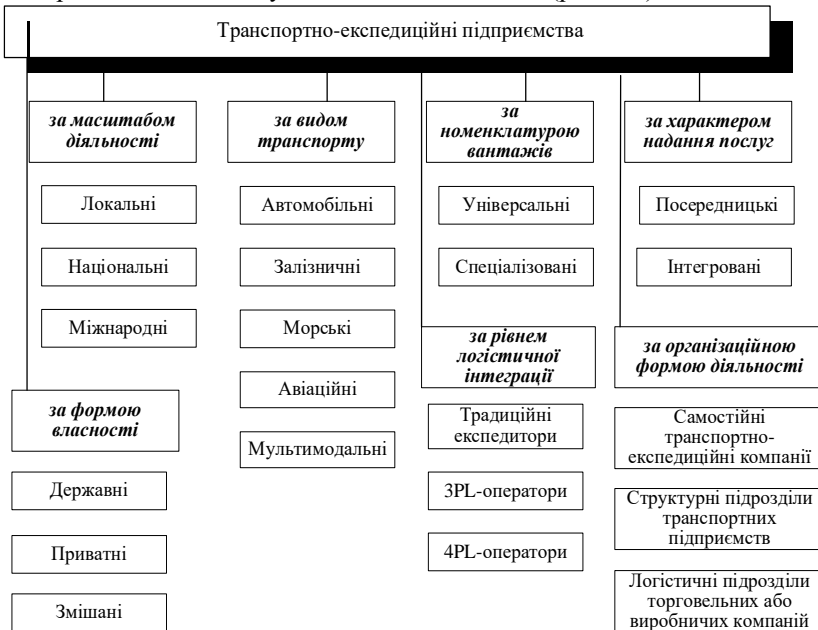 Транспортно-експедиційні підприємства
за масштабом
діяльності
Локальні
Національні
Міжнародні
за формою
власності
Державні
Приватні
Змішані
за видом
транспорту
Автомобільні
Залізничні
Морські
Авіаційні
Мультимодальні
за
номенклатурою
вантажів
Універсальні
Спеціалізовані
за рівнем
логістичної
інтеграції
Традиційні
експедитори
3PL-оператори
4PL-оператори
за характером
надання послуг
Посередницькі
Інтегровані
за організаційною
формою діяльності
Самостійні
транспортно-
експедиційні компанії
Структурні підрозділи
транспортних
підприємств
Логістичні підрозділи
торговельних або
виробничих компаній